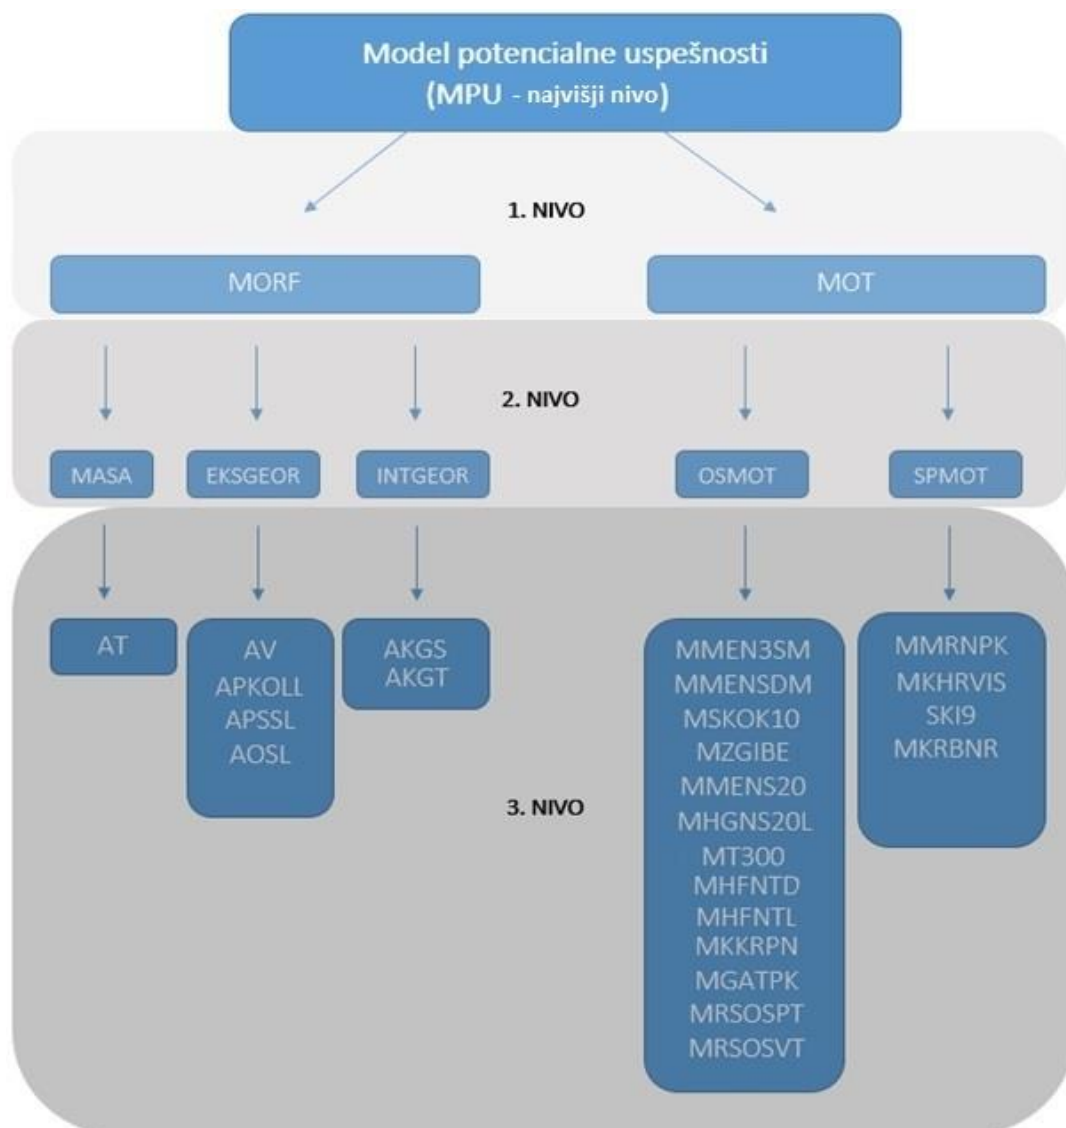 Model potencialne uspešnosti
(MPU - najvišji nivo)
1. NIVO
MORF
MOT
2. NIVO
MASA
EKSGEOR
INTGEOR
OSMOT
SPMOT
AT
AV
APKOLL
APSSL
AOSL
AKGS
AKGT
MMEN3SM
MMENSDM
MSKOK10
MZGIBE
MMENS20
MHGNS20L
MT300
MHFNTD
MHFNTL
MKKRPN
MGATPK
MRSOSPT
MRSOSVT
MMRNPK
MKHRVIS
SKI9
MKRBNR
3. NIVO